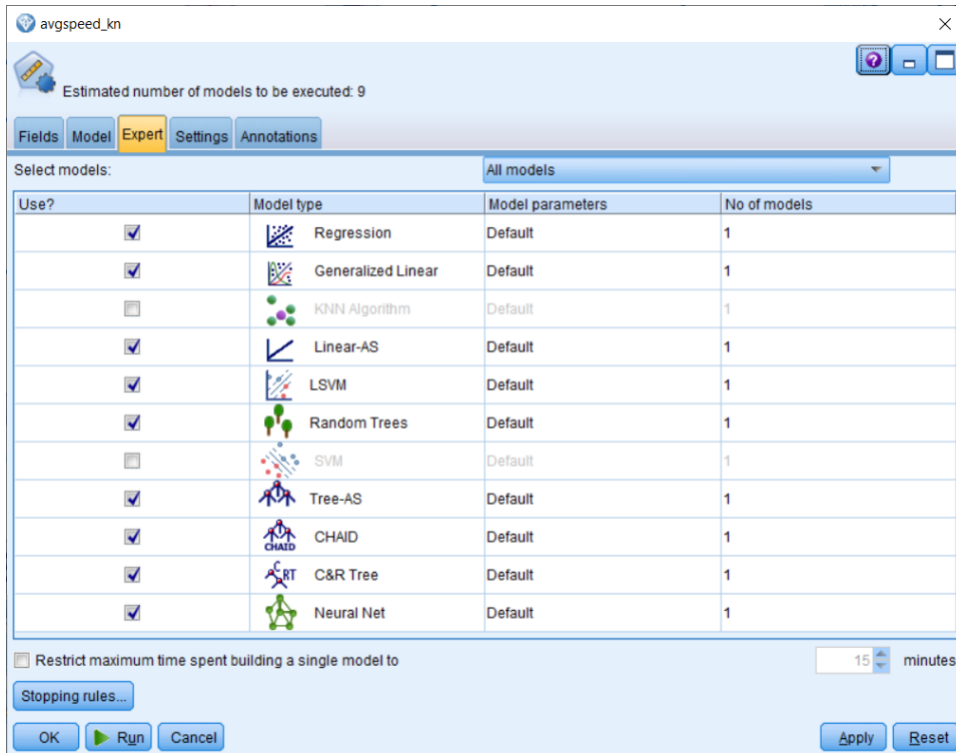 avgspeed_kn
Estimated number of models to be executed: 9
Fields Model Expert Settings Annotations
Select models: All models
Use? Model type Model parameters No of models
Regression Default 1
Generalized Linear Default 1
KNN Algorithm Default 1
Linear-AS Default 1
LSVM Default 1
Random Trees Default 1
SVM Default 1
Tree-AS Default 1
CHAID CHAID Default 1
C RT C&R Tree Default 1
Neural Net Default 1
Restrict maximum time spent building a single model to 15 minutes
Stopping rules...
OK Run Cancel Apply Reset